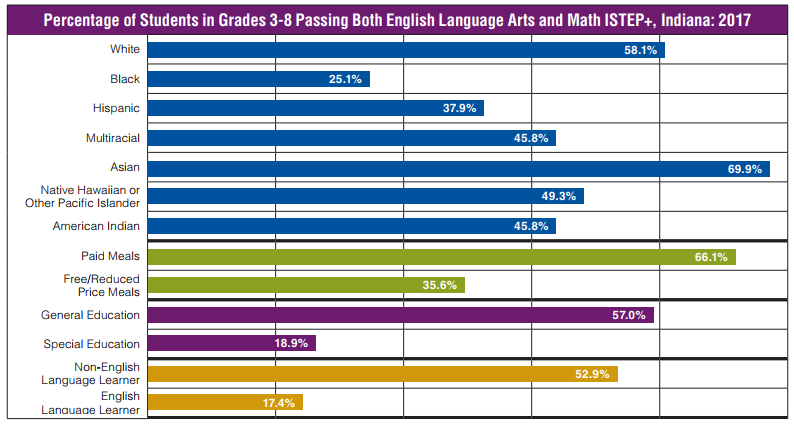 Percentage of Students in Grades 3-8 Passing Both English Language Arts and Math ISTEP+, Indiana: 2017
White 58.1%
Black 25.1%
Hispanic 37.9%
Multiracial 45.8%
Asian 69.9%
Native Hawaiian or
Other Pacific Islander 49.3%
American Indian 45.8%
Paid Meals 66.1%
Free/Reduced
Price Meals 35.6%
General Education 57.0%
Special Education 18.9%
Non-English
Language Learner 52.9%
English
Language Learner 17.4%